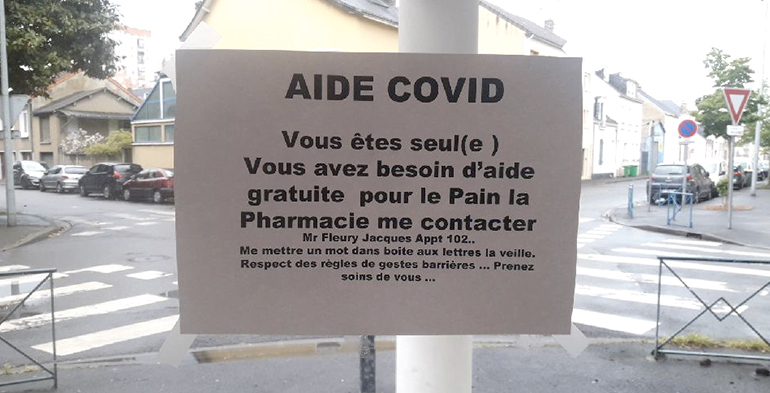 AIDE COVID
Vous êtes seul(e )
Vous avez besoin d'aide
gratuite pour le Pain la
Pharmacie me contacter
Mr Fleury Jacques Appt 102..
Me mettre un mot dans boite aux lettres la veille.
Respect des règles de gestes barrières ... Prenez
soins de vous ...